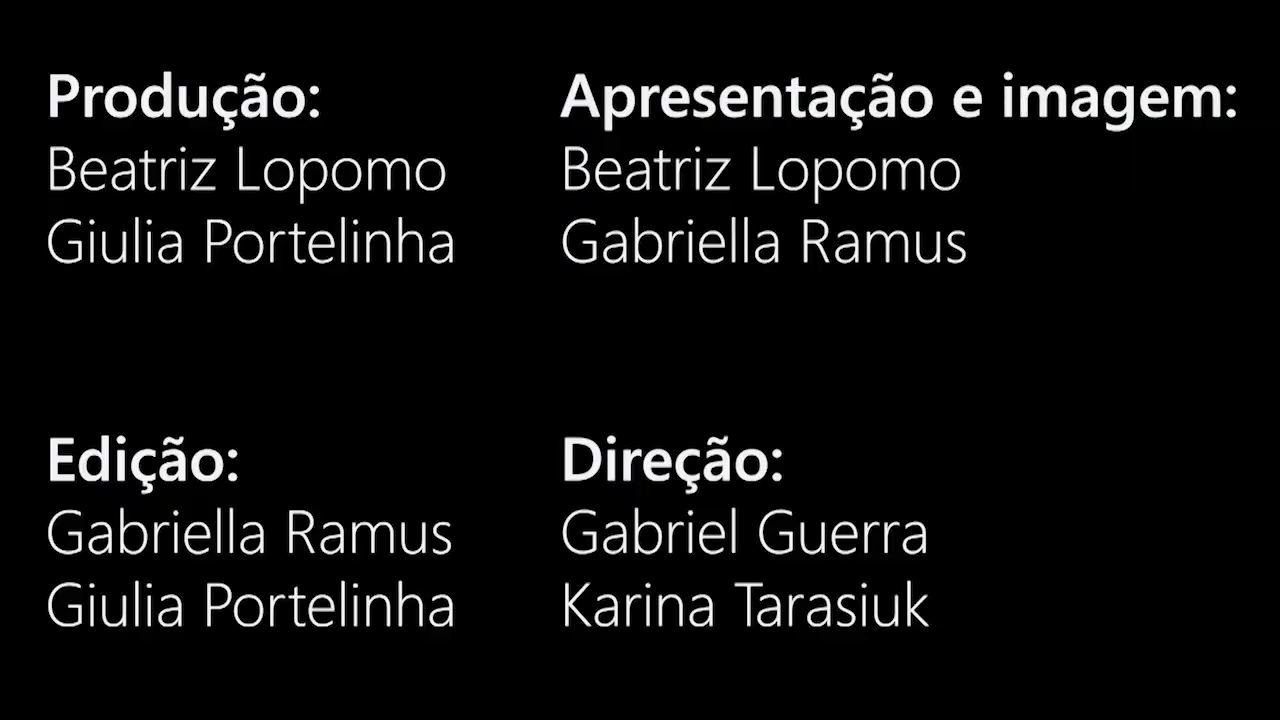 Produção:
Beatriz Lopomo
Giulia Portelinha
Apresentação e imagem:
Beatriz Lopomo
Gabriella Ramus
Edição:
Gabriella Ramus
Giulia Portelinha
Direção:
Gabriel Guerra
Karina Tarasiuk